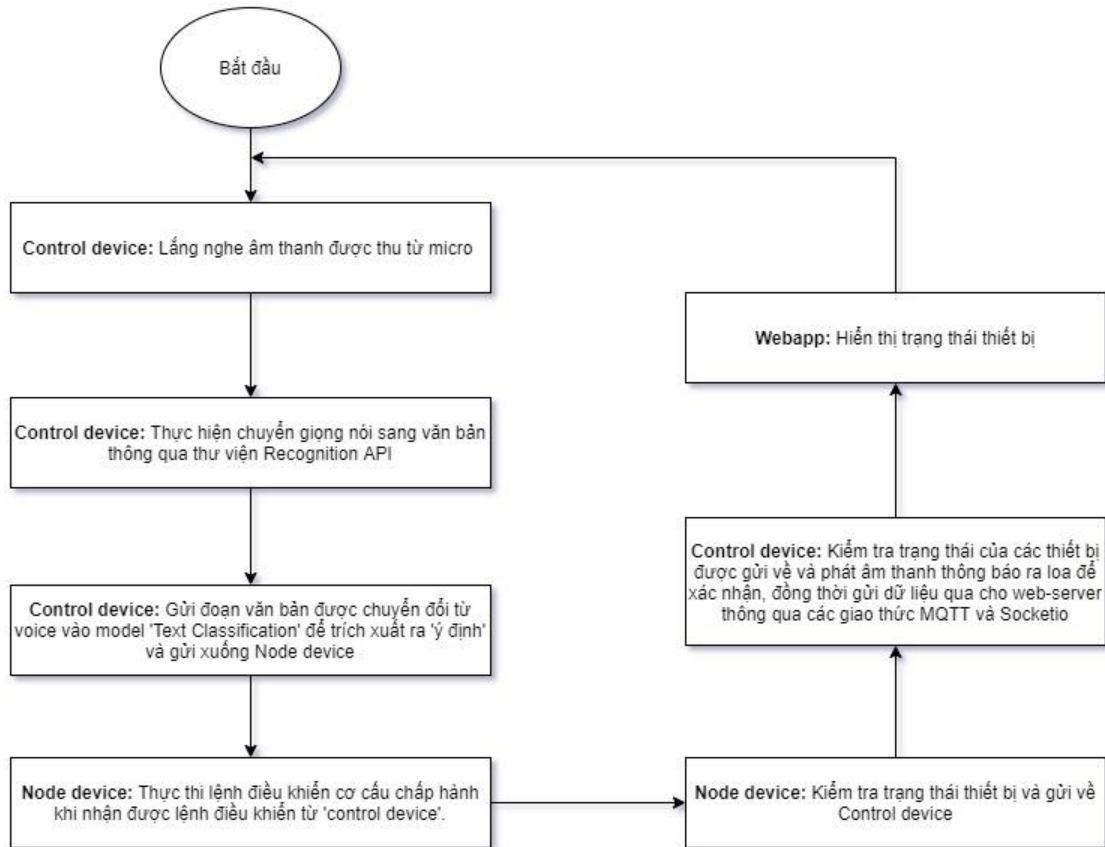 Bắt đầu
Control device: Lắng nghe âm thanh được thu từ micro
Control device: Thực hiện chuyển giọng nói sang văn bản
thông qua thư viện Recognition API
Control device: Gửi đoạn văn bản được chuyển đổi từ
voice vào model 'Text Classification' để trích xuất ra 'ý định'
và gửi xuống Node device
Node device: Thực thi lệnh điều khiển cơ cấu chấp hành
khi nhận được lệnh điều khiển từ 'control device'.
Node device: Kiểm tra trạng thái thiết bị và gửi về
Control device
Control device: Kiểm tra trạng thái của các thiết bị
được gửi về và phát âm thanh thông báo ra loa để
xác nhận, đồng thời gửi dữ liệu qua cho web-server
thông qua các giao thức MQTT và Socketio
Webapp: Hiển thị trạng thái thiết bị